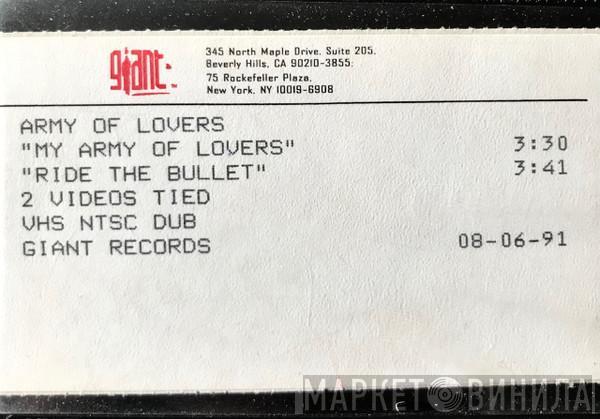 giant
345 North Maple Drive, Suite 205,
Beverly Hills, CA 90210-3855
75 Rockefeller Plaza,
New York, NY 10019-6908
ARMY OF LOVERS
"MY ARMY OF LOVERS" 3:30
"RIDE THE BULLET" 3:41
2 VIDEOS TIED
VHS NTSC DUB
GIANT RECORDS 08-06-91
МАРКЕТ ВИНИЛА